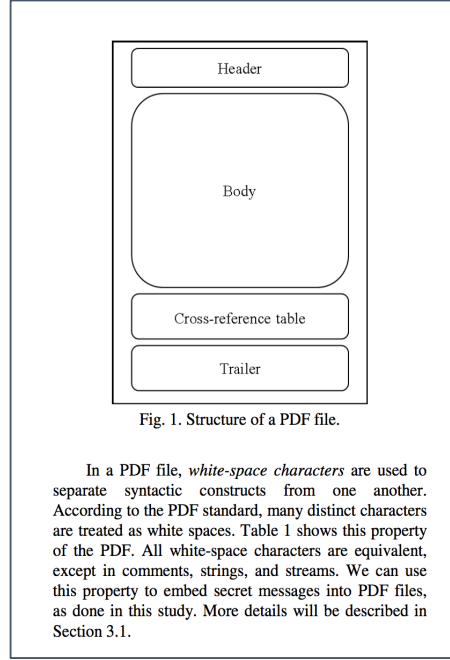 Header
Body
Cross-reference table
Trailer
Fig. 1. Structure of a PDF file.
In a PDF file, white-space characters are used to
separate syntactic constructs from one another.
According to the PDF standard, many distinct characters
are treated as white spaces. Table 1 shows this property
of the PDF. All white-space characters are equivalent,
except in comments, strings, and streams. We can use
this property to embed secret messages into PDF files,
as done in this study. More details will be described in
Section 3.1.